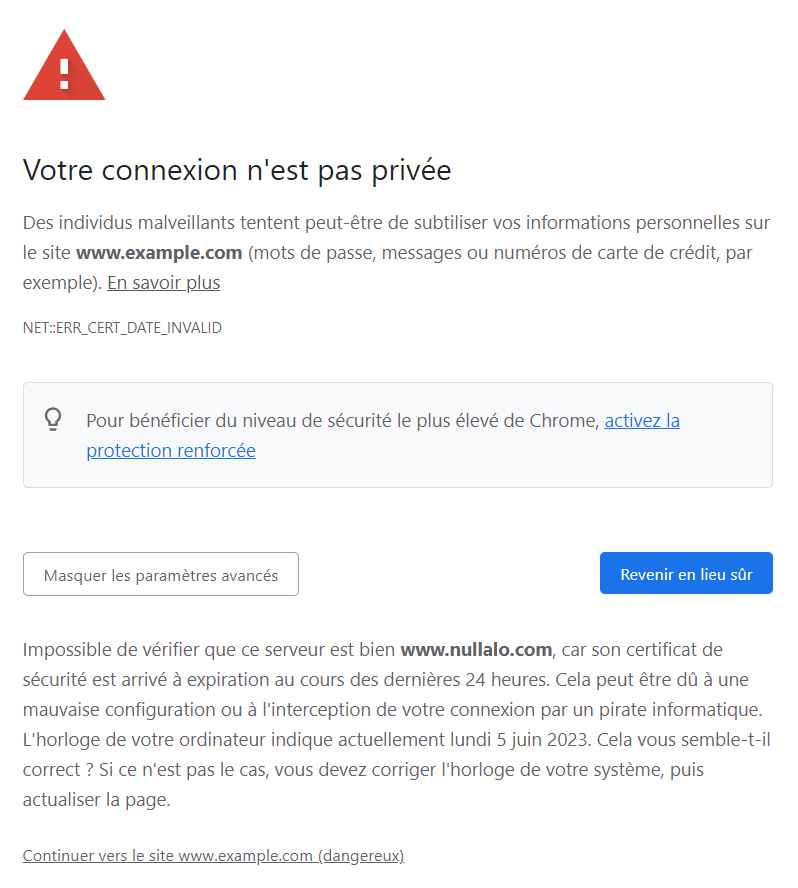 Votre connexion n'est pas privée
Des individus malveillants tentent peut-être de subtiliser vos informations personnelles sur
le site www.example.com (mots de passe, messages ou numéros de carte de crédit, par
exemple). En savoir plus
NET::ERR_CERT_DATE_INVALID
Pour bénéficier du niveau de sécurité le plus élevé de Chrome, activez la
protection renforcée
Masquer les paramètres avancés
Revenir en lieu sûr
Impossible de vérifier que ce serveur est bien www.nullalo.com, car son certificat de
sécurité est arrivé à expiration au cours des dernières 24 heures. Cela peut être dû à une
mauvaise configuration ou à l'interception de votre connexion par un pirate informatique.
L'horloge de votre ordinateur indique actuellement lundi 5 juin 2023. Cela vous semble-t-il
correct ? Si ce n'est pas le cas, vous devez corriger l'horloge de votre système, puis
actualiser la page.
Continuer vers le site www.example.com (dangereux)